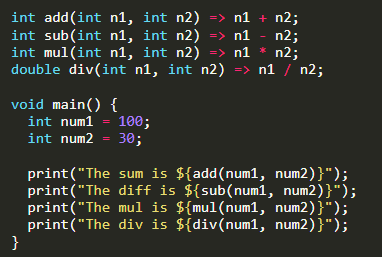 int add(int n1, int n2) => n1 + n2;
int sub(int n1, int n2) => n1 - n2;
int mul(int n1, int n2) => n1 * n2;
double div(int n1, int n2) => n1 / n2;

void main() {
  int num1 = 100;
  int num2 = 30;

  print("The sum is ${add(num1, num2)}");
  print("The diff is ${sub(num1, num2)}");
  print("The mul is ${mul(num1, num2)}");
  print("The div is ${div(num1, num2)}");
}